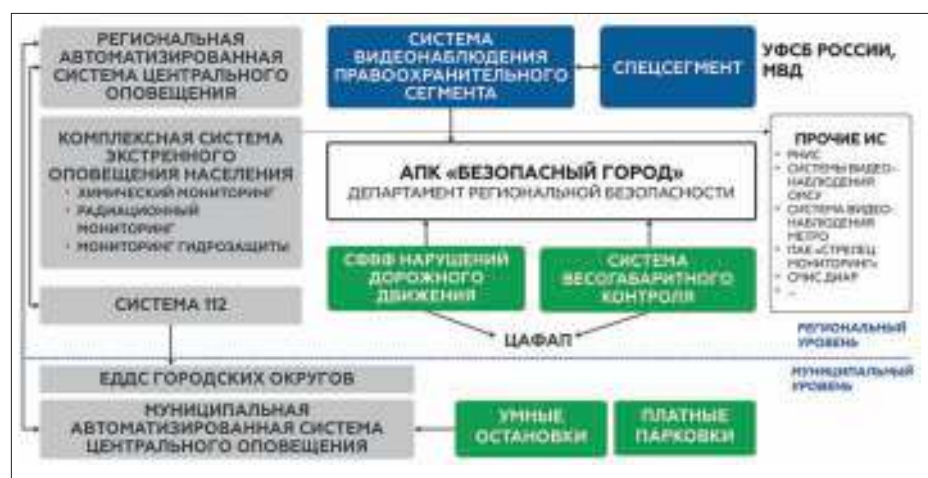 РЕГИОНАЛЬНАЯ
АВТОМАТИЗИРОВАННАЯ
СИСТЕМА ЦЕНТРАЛЬНОГО
ОПОВЕЩЕНИЯ
СИСТЕМА
ВИДЕОНАБЛЮДЕНИЯ
ПРАВООХРАНИТЕЛЬНОГО
СЕГМЕНТА
СПЕЦСЕГМЕНТ
УФСБ РОССИИ,
МВД
КОМПЛЕКСНАЯ СИСТЕМА
ЭКСТРЕННОГО
ОПОВЕЩЕНИЯ НАСЕЛЕНИЯ
• ХИМИЧЕСКИЙ МОНИТОРИНГ
• РАДИАЦИОННЫЙ
МОНИТОРИНГ
• МОНИТОРИНГ ГИДРОЗАЩИТЫ
АПК «БЕЗОПАСНЫЙ ГОРОД»
ДЕПАРТАМЕНТ РЕГИОНАЛЬНОЙ БЕЗОПАСНОСТИ
ПРОЧИЕ ИС
• РНИС
• СИСТЕМЫ ВИДЕО-
НАБЛЮДЕНИЯ
ОМСУ
• СИСТЕМА ВИДЕО-
НАБЛЮДЕНИЯ
МЕТРО
• ПАК «СТРЕЛЕЦ
МОНИТОРИНГ»
• ...
СФВФ НАРУШЕНИЙ
ДОРОЖНОГО
ДВИЖЕНИЯ
СИСТЕМА
ВЕСОГАБАРИТНОГО
КОНТРОЛЯ
СИСТЕМА 112
ЦАФАП
РЕГИОНАЛЬНЫЙ
УРОВЕНЬ
МУНИЦИПАЛЬНЫЙ
УРОВЕНЬ
ЕДДС ГОРОДСКИХ ОКРУГОВ
МУНИЦИПАЛЬНАЯ
АВТОМАТИЗИРОВАННАЯ СИСТЕМА
ЦЕНТРАЛЬНОГО ОПОВЕЩЕНИЯ
УМНЫЕ
ОСТАНОВКИ
ПЛАТНЫЕ
ПАРКОВКИ